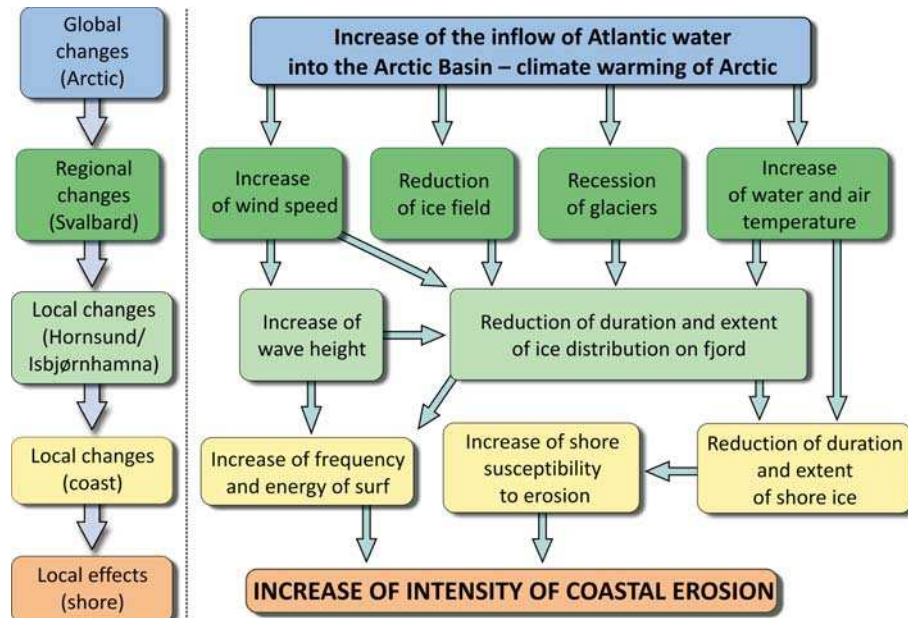 Global
changes
(Arctic)
Regional
changes
(Svalbard)
Local changes
(Hornsund/
Isbjørnhamna)
Local changes
(coast)
Local effects
(shore)
Increase of the inflow of Atlantic water
into the Arctic Basin – climate warming of Arctic
Increase
of wind speed
Reduction
of ice field
Recession
of glaciers
Increase
of water and air
temperature
Increase of
wave height
Reduction of duration and extent
of ice distribution on fjord
Increase of frequency
and energy of surf
Increase of shore
susceptibility
to erosion
Reduction of duration
and extent
of shore ice
INCREASE OF INTENSITY OF COASTAL EROSION